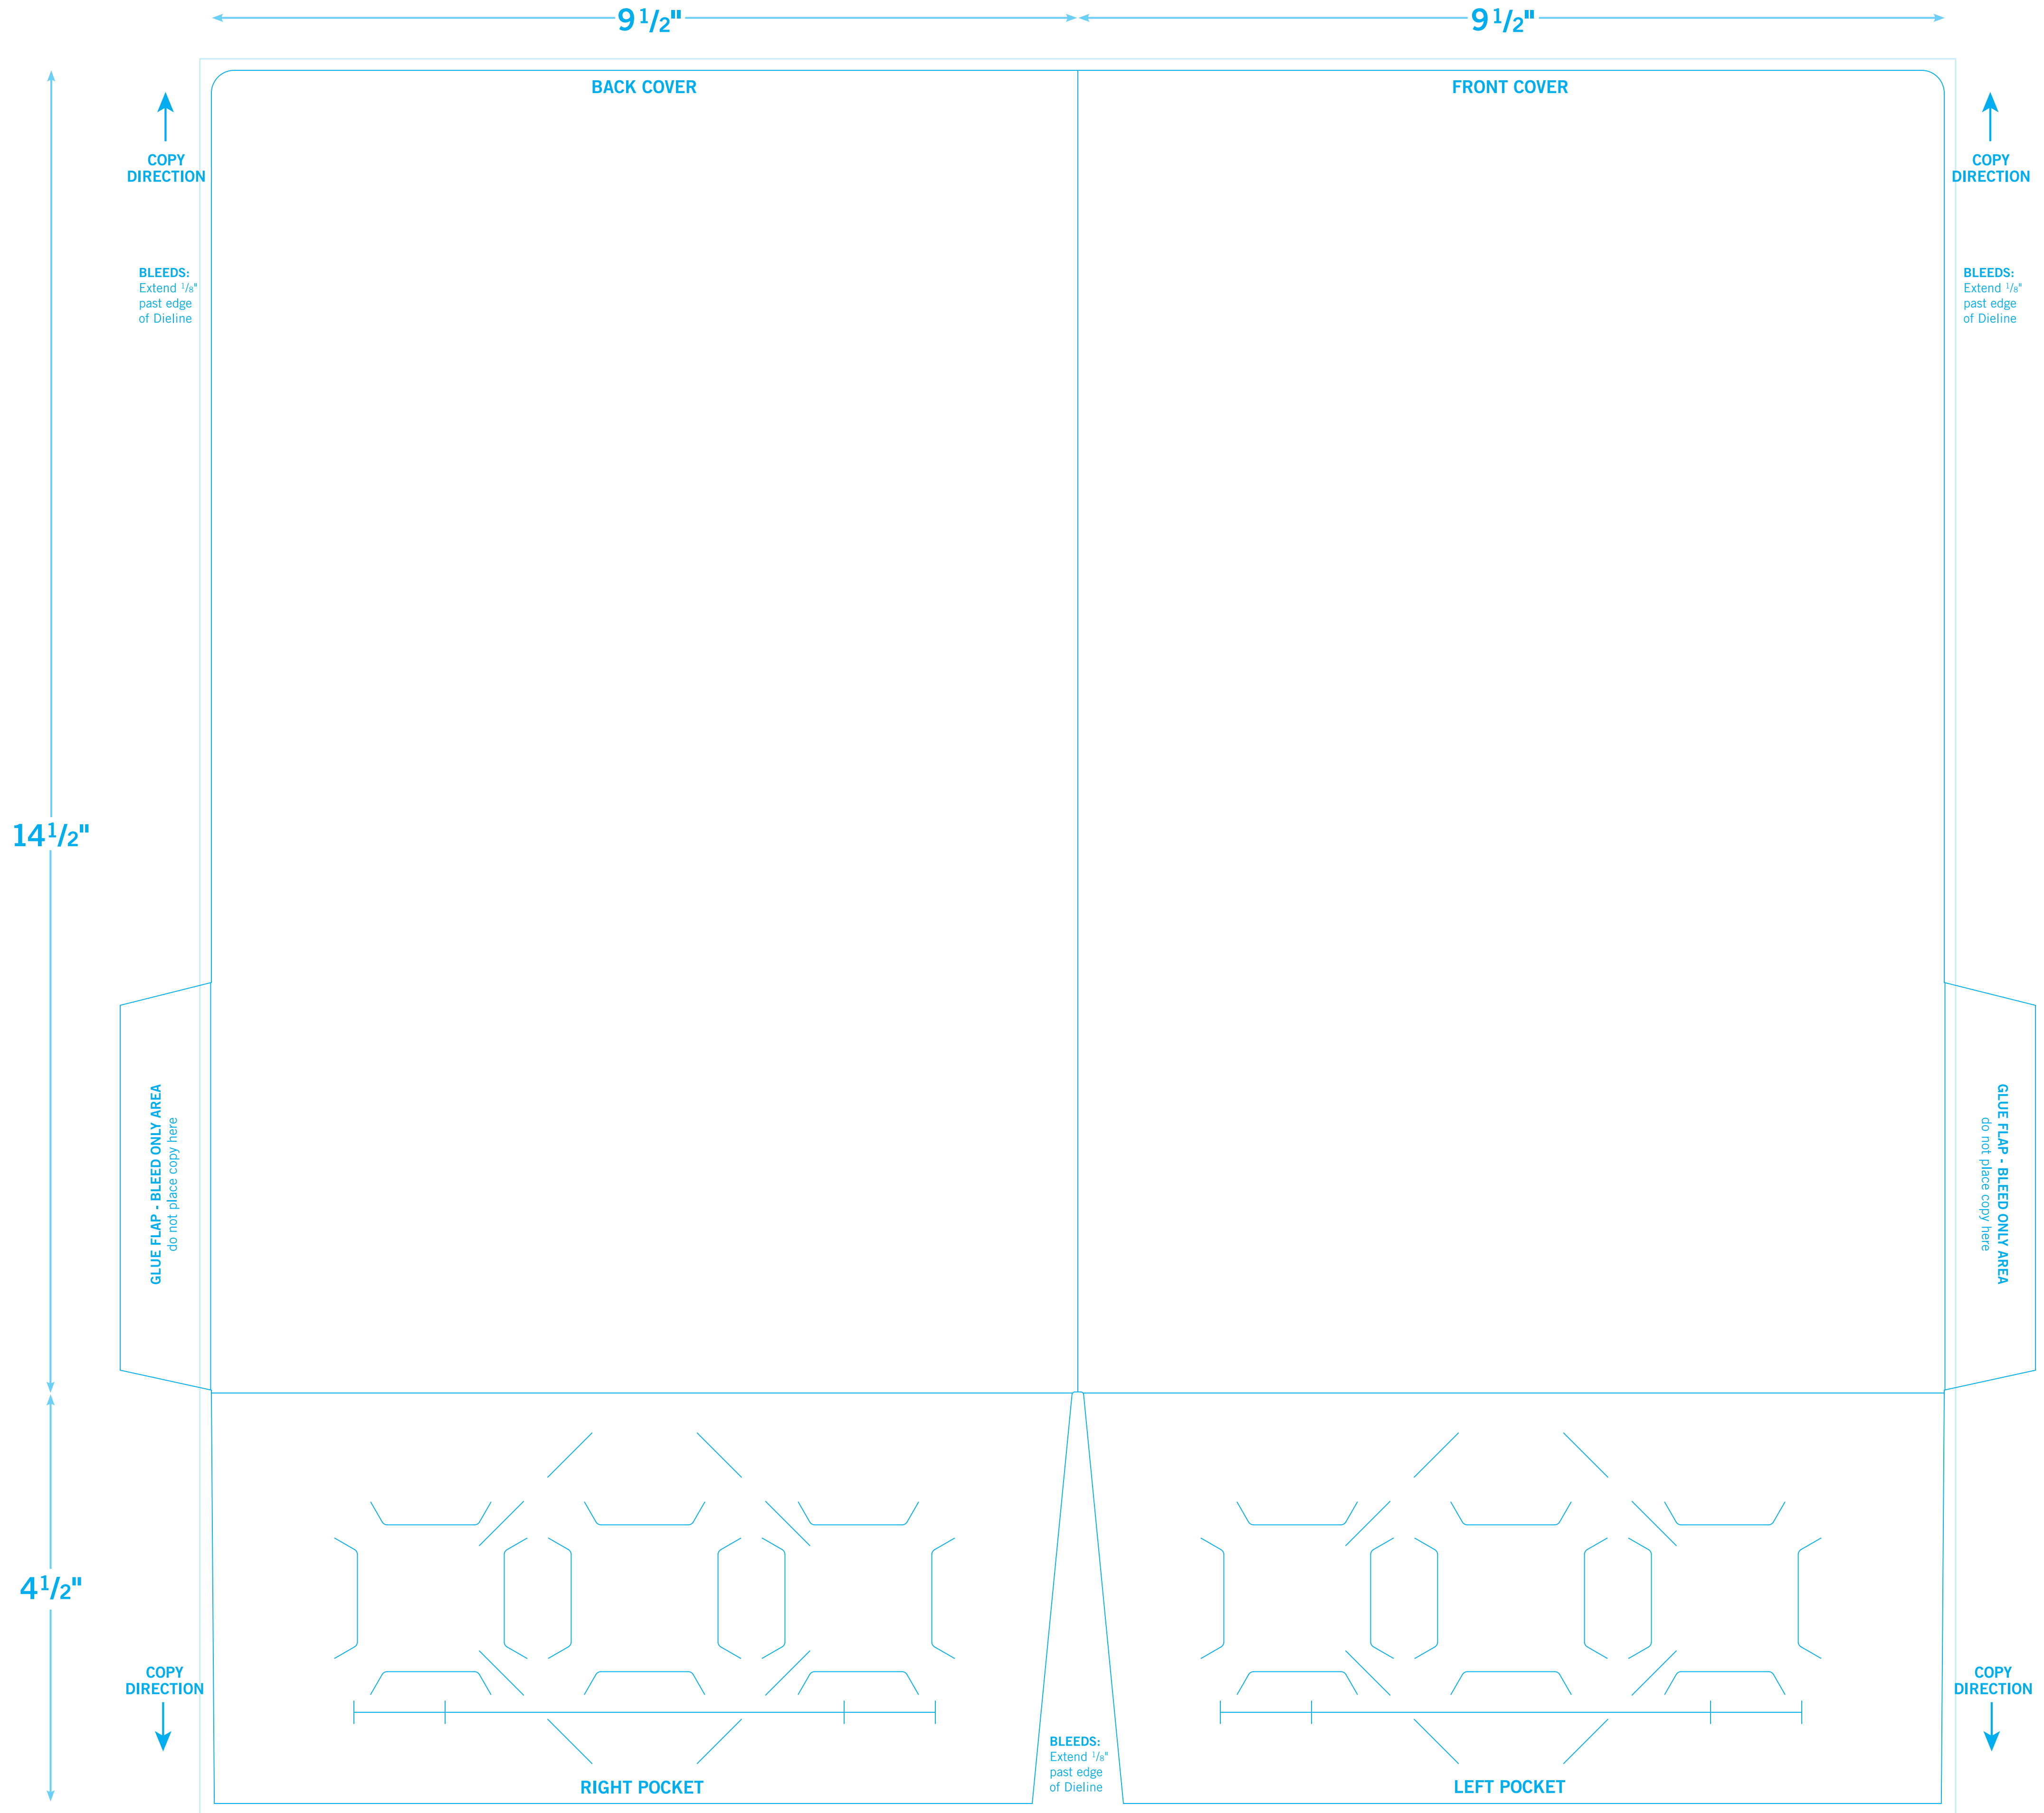 9 1/2"
9 1/2"
BACK COVER
FRONT COVER
COPY
DIRECTION
COPY
DIRECTION
BLEEDS:
Extend 1/8"
past edge
of Dieline
BLEEDS:
Extend 1/8"
past edge
of Dieline
14 1/2"
GLUE FLAP - BLEED ONLY AREA
do not place copy here
GLUE FLAP - BLEED ONLY AREA
do not place copy here
4 1/2"
COPY
DIRECTION
COPY
DIRECTION
BLEEDS:
Extend 1/8"
past edge
of Dieline
RIGHT POCKET
LEFT POCKET